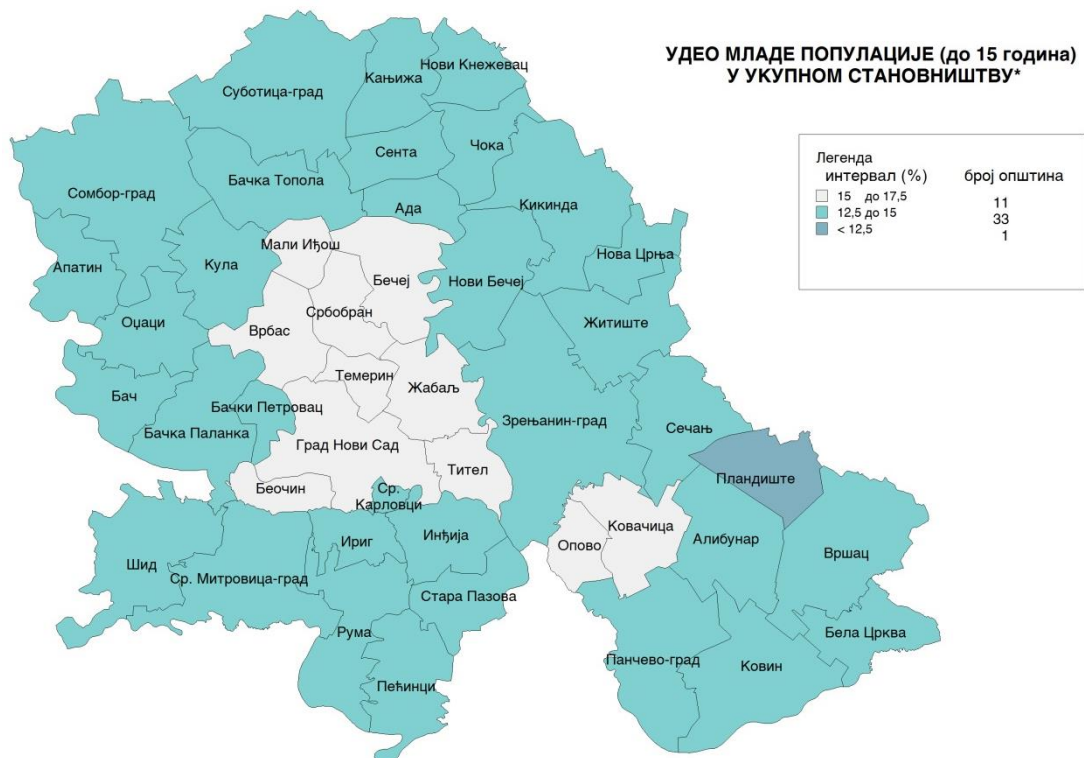 УДЕО МЛАДЕ ПОПУЛАЦИЈЕ (до 15 година)
У УКУПНОМ СТАНОВНИШТВУ*
Легенда
интервал (%) број општина
15 до 17,5 11
12,5 до 15 33
< 12,5 1
Суботица-град
Кањижа
Нови Кнежевац
Сента
Чока
Сомбор-град
Бачка Топола
Ада
Кикинда
Мали Иђош
Апатин
Кула
Бечеј
Нови Бечеј
Нова Црња
Оџаци
Србобран
Врбас
Житиште
Темерин
Жабаљ
Бач
Бачки Петровац
Бачка Паланка
Град Нови Сад
Зрењанин-град
Сечањ
Тител
Пландиште
Беочин
Ср.
Карловци
Ковачица
Опово
Алибунар
Вршац
Шид
Ср. Митровица-град
Ириг
Инђија
Стара Пазова
Рума
Пећинци
Панчево-град
Ковин
Бела Црква